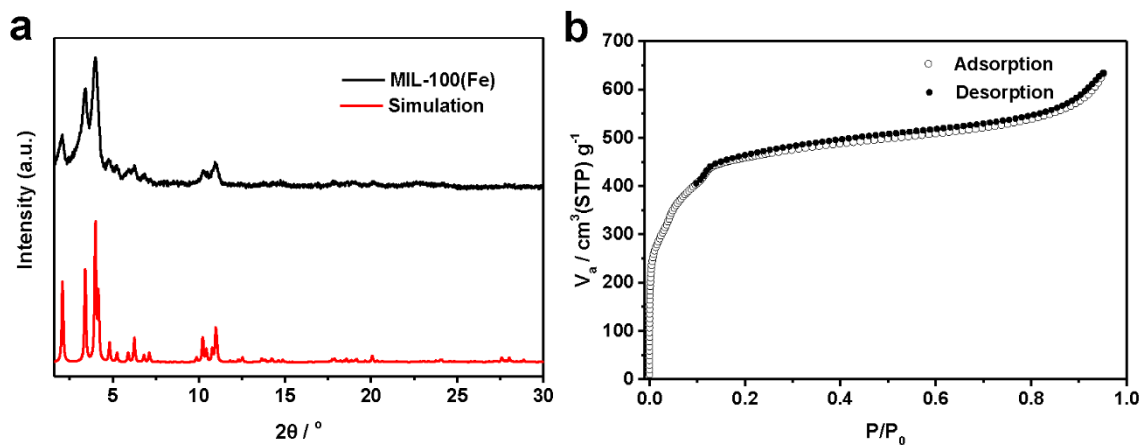 a
MIL-100(Fe)
Simulation
Intensity (a.u.)
5
10
15
20
25
30
2θ / °
b
700
600
500
400
300
200
100
0
Adsorption
Desorption
Vₐ / cm³(STP) g⁻¹
0.0
0.2
0.4
0.6
0.8
1.0
P/P₀